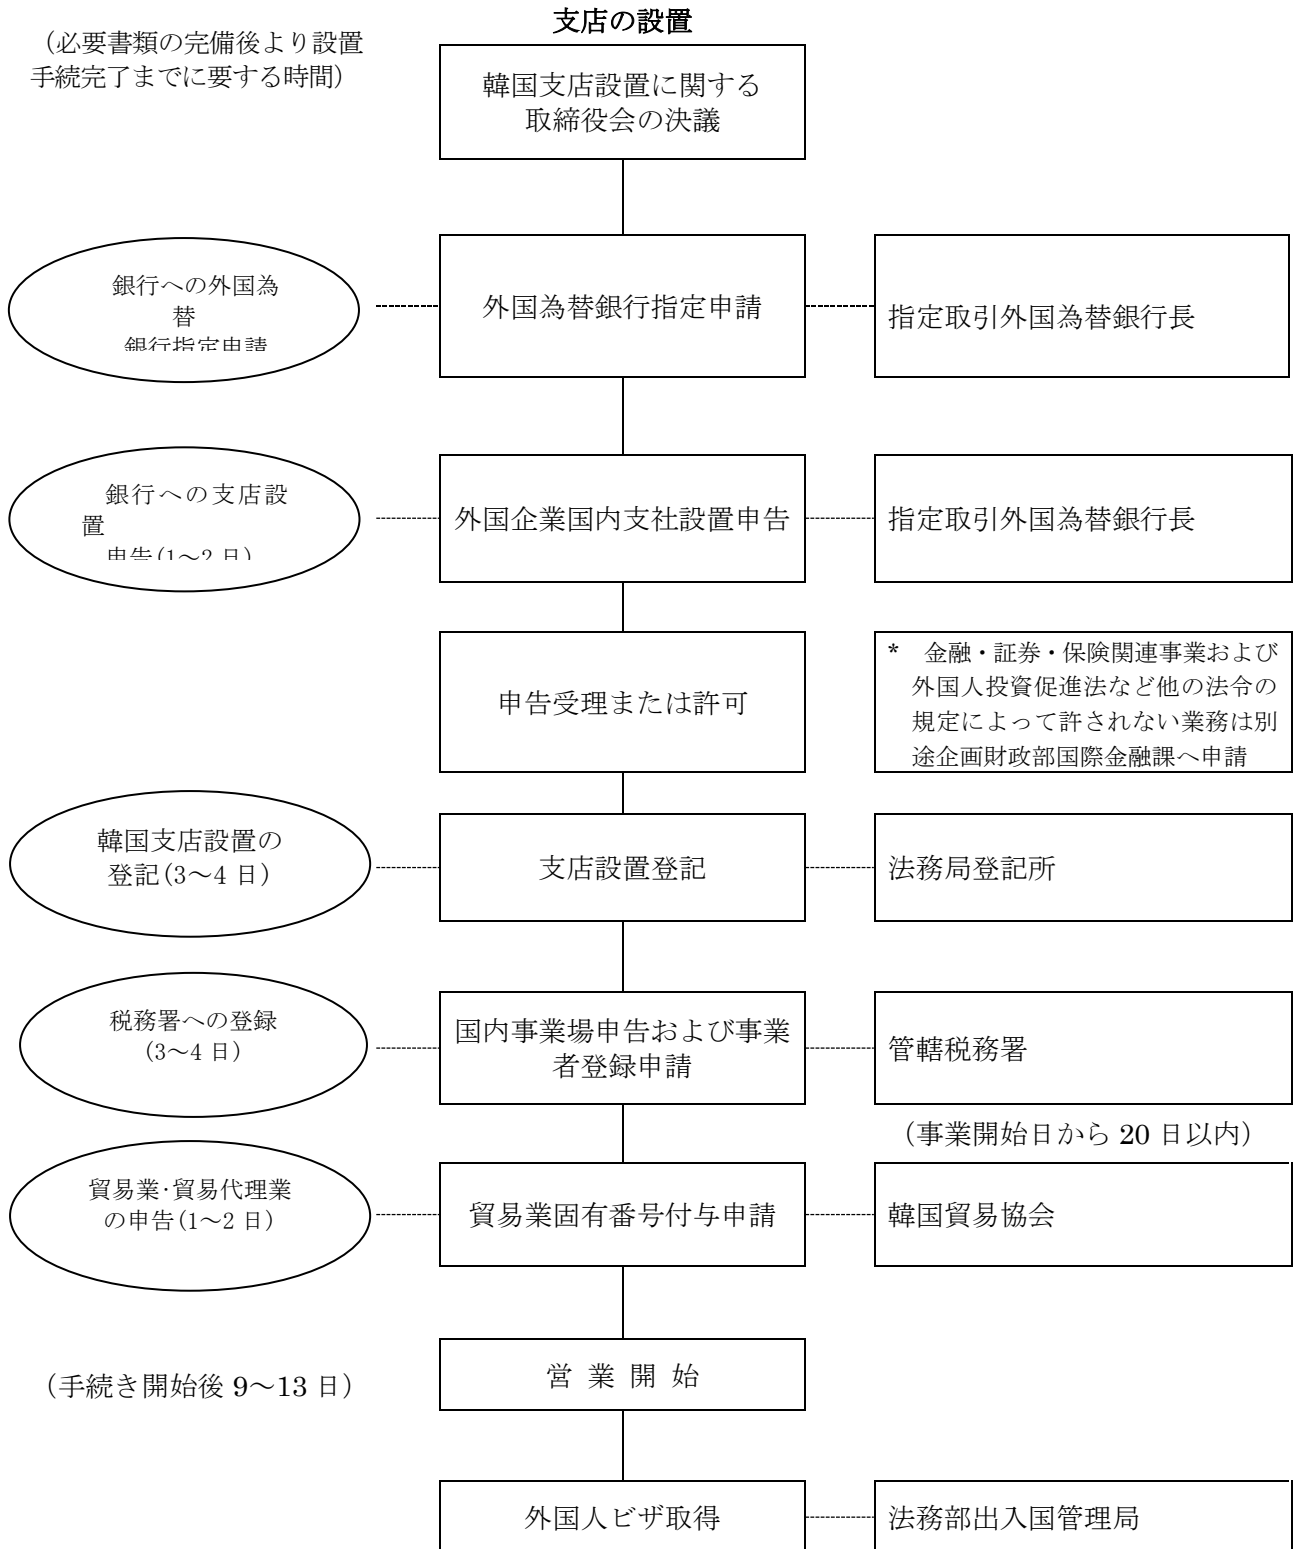 支店の設置
（必要書類の完備後より設置
手続完了までに要する時間）
韓国支店設置に関する
取締役会の決議
銀行への外国為
替
銀行指定申請
外国為替銀行指定申請
指定取引外国為替銀行長
銀行への支店設
置
申告(1～2 日)
外国企業国内支社設置申告
指定取引外国為替銀行長
申告受理または許可
* 金融・証券・保険関連事業および
外国人投資促進法など他の法令の
規定によって許されない業務は別
途企画財政部国際金融課へ申請
韓国支店設置の
登記(3～4 日)
支店設置登記
法務局登記所
税務署への登録
(3～4 日)
国内事業場申告および事業
者登録申請
管轄税務署
（事業開始日から 20 日以内）
貿易業･貿易代理業
の申告(1～2 日)
貿易業固有番号付与申請
韓国貿易協会
（手続き開始後 9～13 日）
営 業 開 始
外国人ビザ取得
法務部出入国管理局